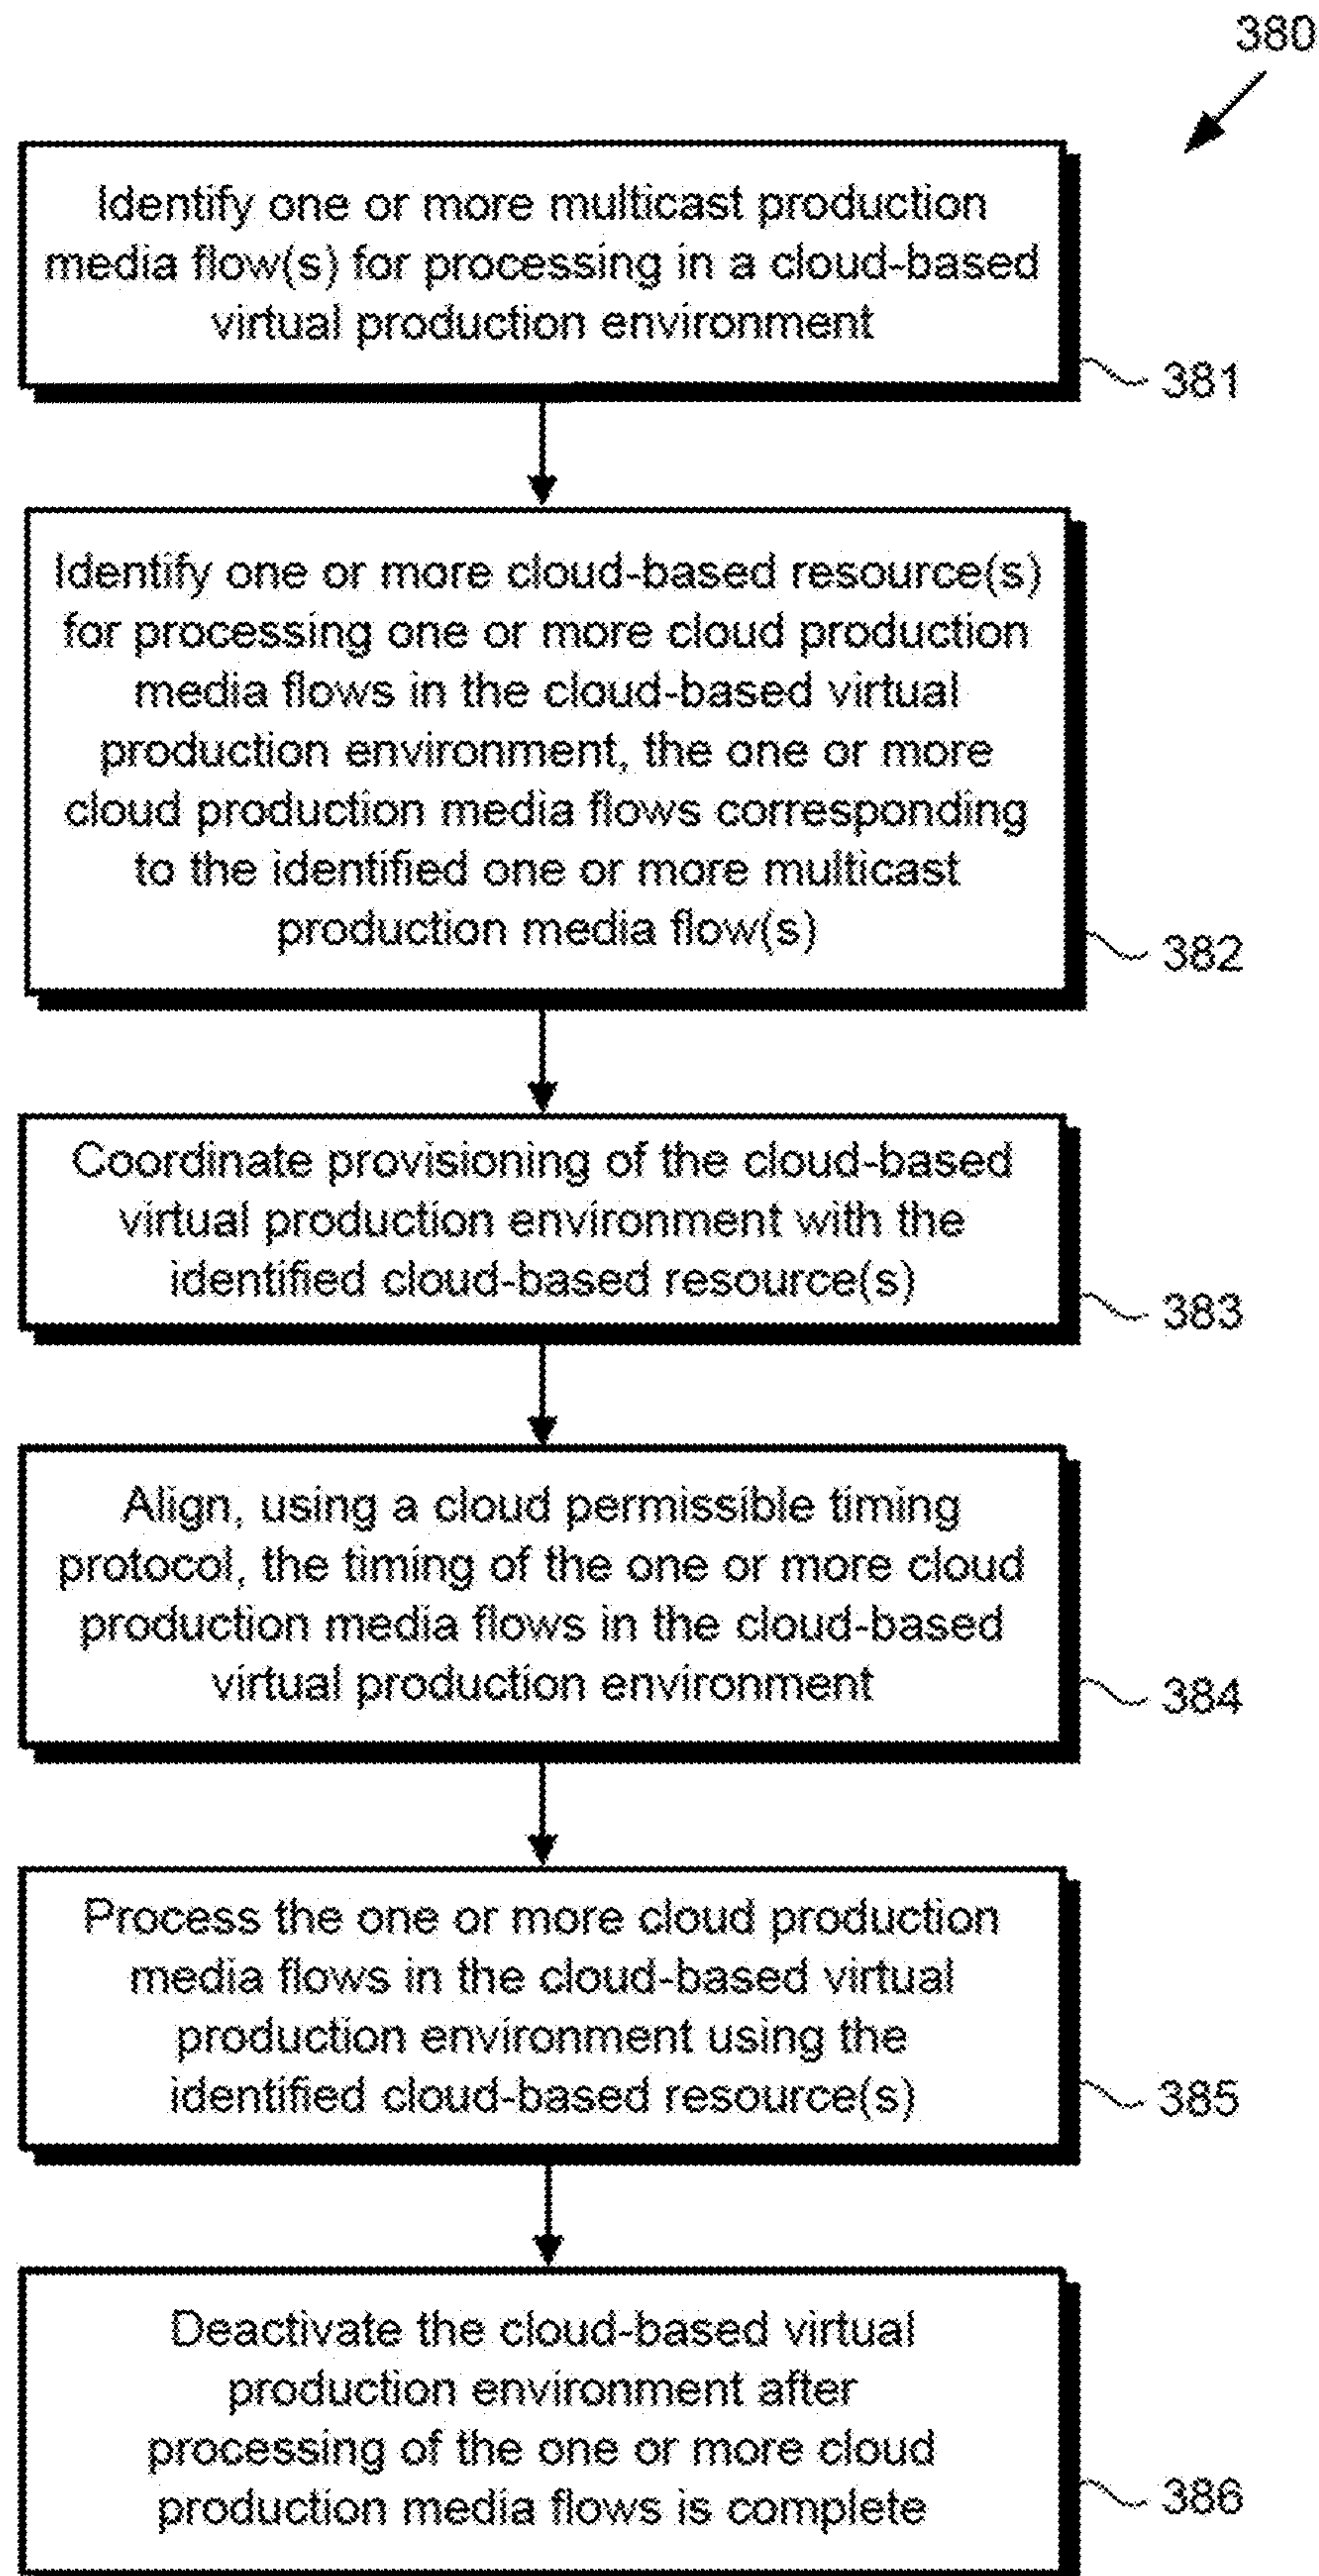 380
Identify one or more multicast production
media flow(s) for processing in a cloud-based
virtual production environment
381
Identify one or more cloud-based resource(s)
for processing one or more cloud production
media flows in the cloud-based virtual
production environment, the one or more
cloud production media flows corresponding
to the identified one or more multicast
production media flow(s)
382
Coordinate provisioning of the cloud-based
virtual production environment with the
identified cloud-based resource(s)
383
Align, using a cloud permissible timing
protocol, the timing of the one or more cloud
production media flows in the cloud-based
virtual production environment
384
Process the one or more cloud production
media flows in the cloud-based virtual
production environment using the
identified cloud-based resource(s)
385
Deactivate the cloud-based virtual
production environment after
processing of the one or more cloud
production media flows is complete
386